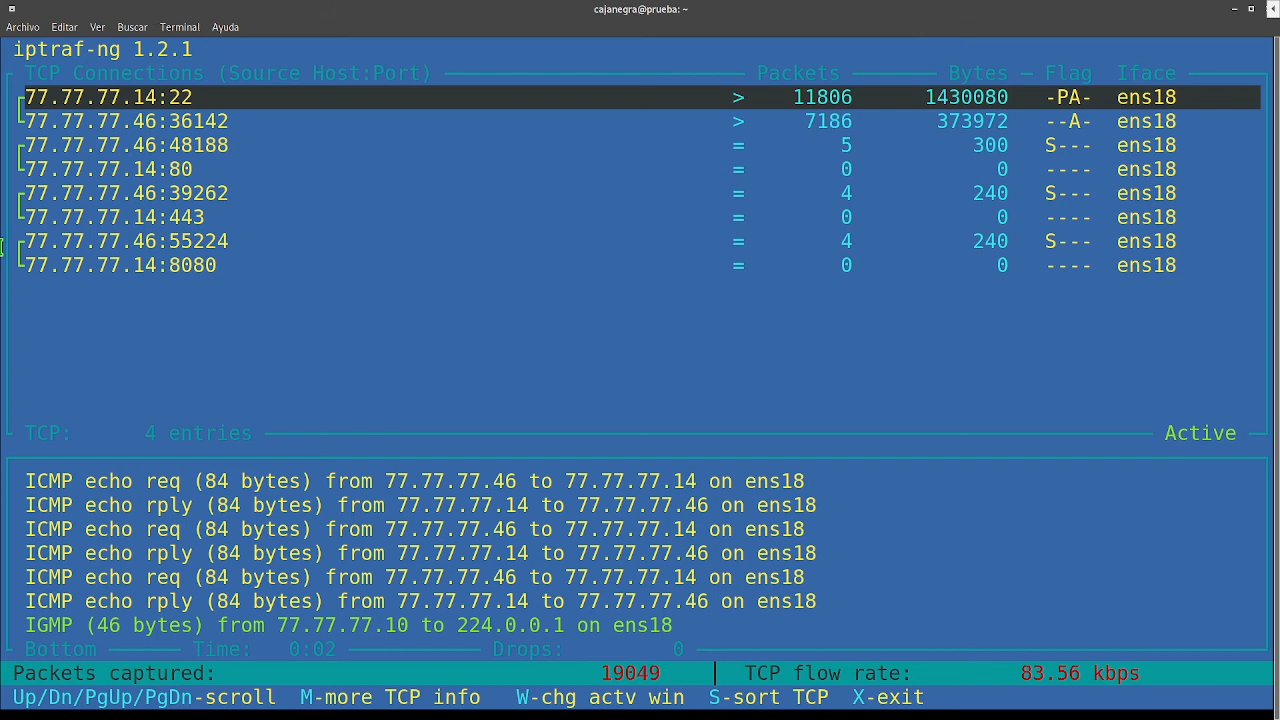 cajanegra@prueba: ~
Archivo Editar Ver Buscar Terminal Ayuda
iptraf-ng 1.2.1
TCP Connections (Source Host:Port) Packets Bytes Flag Iface
77.77.77.14:22 > 11806 1430080 -PA- ens18
77.77.77.46:36142 > 7186 373972 --A- ens18
77.77.77.46:48188 = 5 300 S--- ens18
77.77.77.14:80 = 0 0 ---- ens18
77.77.77.46:39262 = 4 240 S--- ens18
77.77.77.14:443 = 0 0 ---- ens18
77.77.77.46:55224 = 4 240 S--- ens18
77.77.77.14:8080 = 0 0 ---- ens18
TCP: 4 entries Active
ICMP echo req (84 bytes) from 77.77.77.46 to 77.77.77.14 on ens18
ICMP echo rply (84 bytes) from 77.77.77.14 to 77.77.77.46 on ens18
ICMP echo req (84 bytes) from 77.77.77.46 to 77.77.77.14 on ens18
ICMP echo rply (84 bytes) from 77.77.77.14 to 77.77.77.46 on ens18
ICMP echo req (84 bytes) from 77.77.77.46 to 77.77.77.14 on ens18
ICMP echo rply (84 bytes) from 77.77.77.14 to 77.77.77.46 on ens18
IGMP (46 bytes) from 77.77.77.10 to 224.0.0.1 on ens18
Bottom Time: 0:02 Drops: 0
Packets captured: 19049 | TCP flow rate: 83.56 kbps
Up/Dn/PgUp/PgDn-scroll M-more TCP info W-chg actv win S-sort TCP X-exit